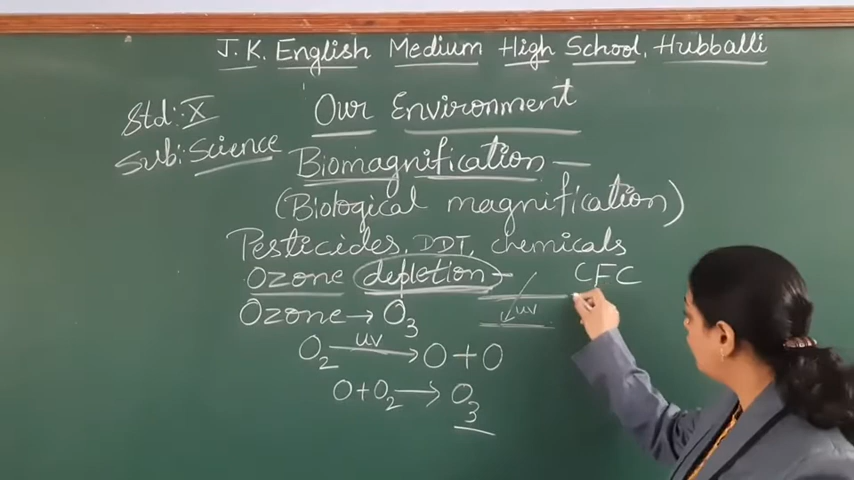 J.K. English Medium High School, Hubballi
Std: X
Our Environment
Sub: Science
Biomagnification —
(Biological magnification)
Pesticides, DDT, chemicals
Ozone depletion — CFC
Ozone → O3
UV
O2 —UV→ O + O
O + O2 → O3